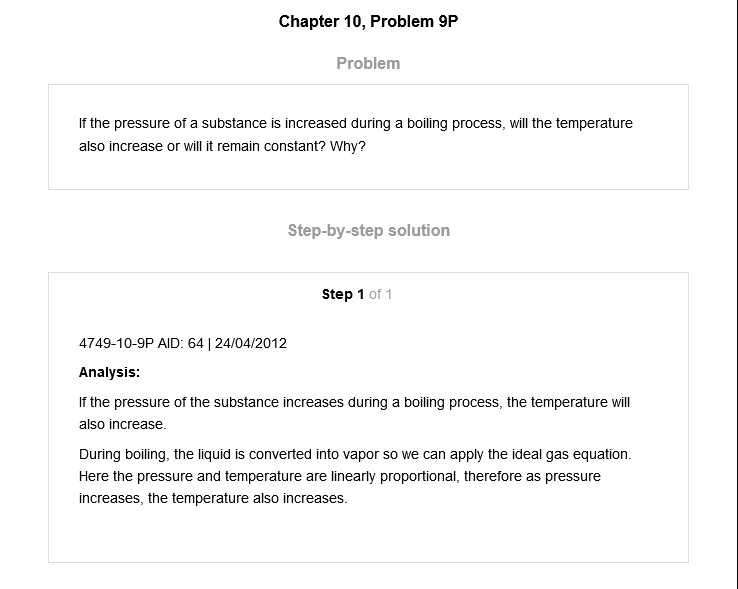 Chapter 10, Problem 9P
Problem
If the pressure of a substance is increased during a boiling process, will the temperature
also increase or will it remain constant? Why?
Step-by-step solution
Step 1 of 1
4749-10-9P AID: 64 | 24/04/2012
Analysis:
If the pressure of the substance increases during a boiling process, the temperature will
also increase.
During boiling, the liquid is converted into vapor so we can apply the ideal gas equation.
Here the pressure and temperature are linearly proportional, therefore as pressure
increases, the temperature also increases.